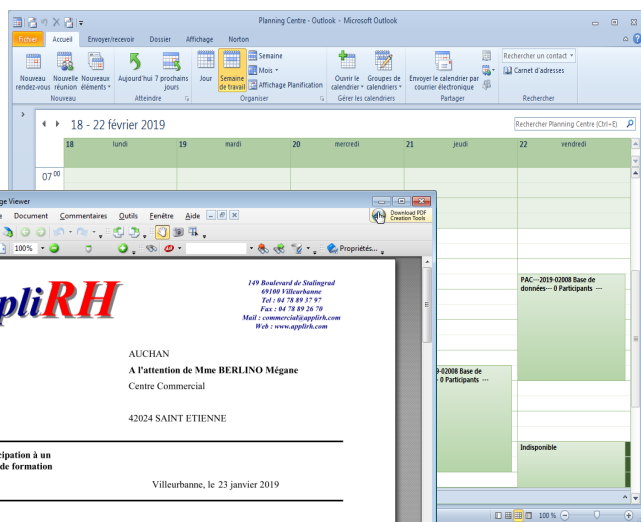 Planning Centre - Outlook - Microsoft Outlook
Fichier Accueil Envoyer/recevoir Dossier Affichage Norton
Nouveau rendez-vous
Nouvelle réunion
Nouveaux éléments
Nouveau
Aujourd'hui
7 prochains jours
Atteindre
Jour
Semaine de travail
Semaine
Mois
Affichage Planification
Organiser
Ouvrir le calendrier
Groupes de calendriers
Gérer les calendriers
Envoyer le calendrier par courrier électronique
Partager
Rechercher un contact
Carnet d'adresses
Rechercher
18 - 22 février 2019
Rechercher Planning Centre (Ctrl+E)
18 lundi 19 mardi 20 mercredi 21 jeudi 22 vendredi
07 00
PAC---2019-02008 Base de
données--- 0 Participants ---
9-02008 Base de
0 Participants ---
Indisponible
100 %
ge Viewer
Document Commentaires Outils Fenêtre Aide
Download PDF
Creation Tools
100%
Propriétés...
pliRH
149 Boulevard de Stalingrad
69100 Villeurbanne
Tel : 04 78 89 37 97
Fax : 04 78 89 26 70
Mail : commercial@applirh.com
Web : www.applirh.com
AUCHAN
A l'attention de Mme BERLINO Mégane
Centre Commercial
42024 SAINT ETIENNE
cipation à un
de formation
Villeurbanne, le 23 janvier 2019